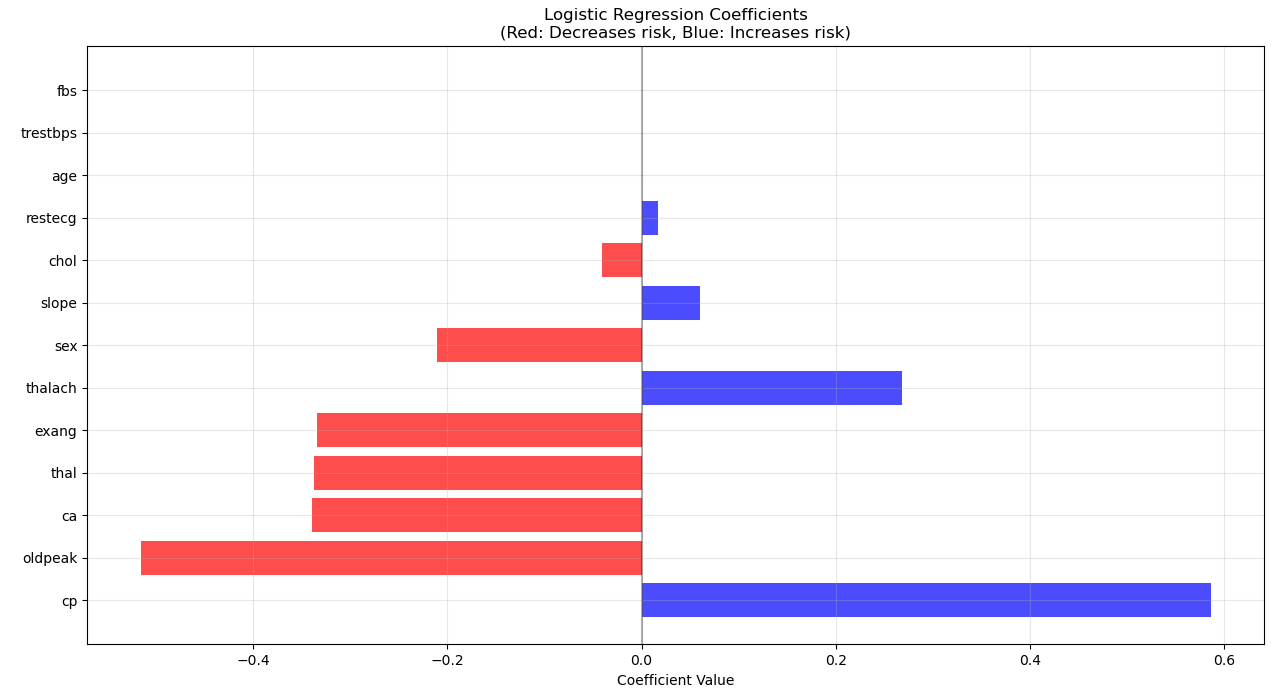 Logistic Regression Coefficients
(Red: Decreases risk, Blue: Increases risk)
fbs
trestbps
age
restecg
chol
slope
sex
thalach
exang
thal
ca
oldpeak
cp
−0.4 −0.2 0.0 0.2 0.4 0.6
Coefficient Value